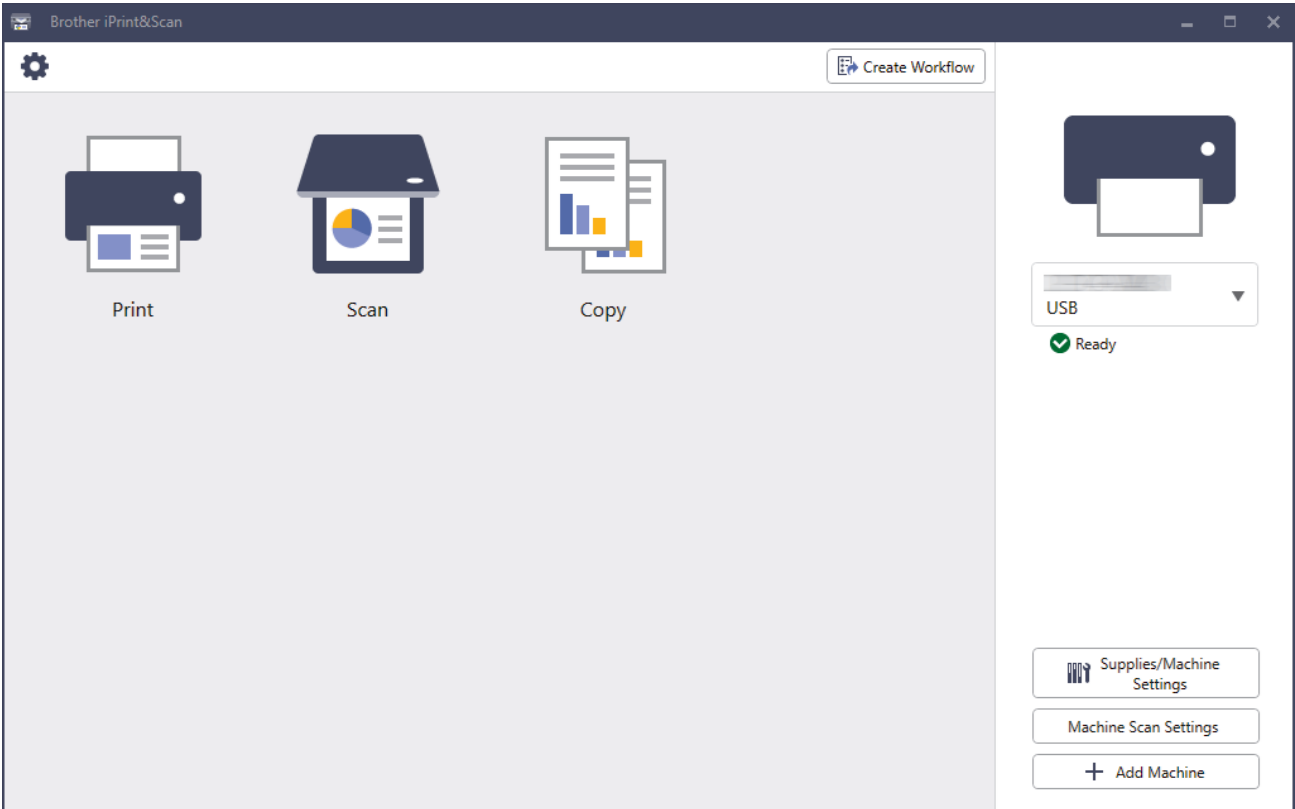 Brother iPrint&Scan
Create Workflow
Print
Scan
Copy
USB
Ready
Supplies/Machine
Settings
Machine Scan Settings
Add Machine